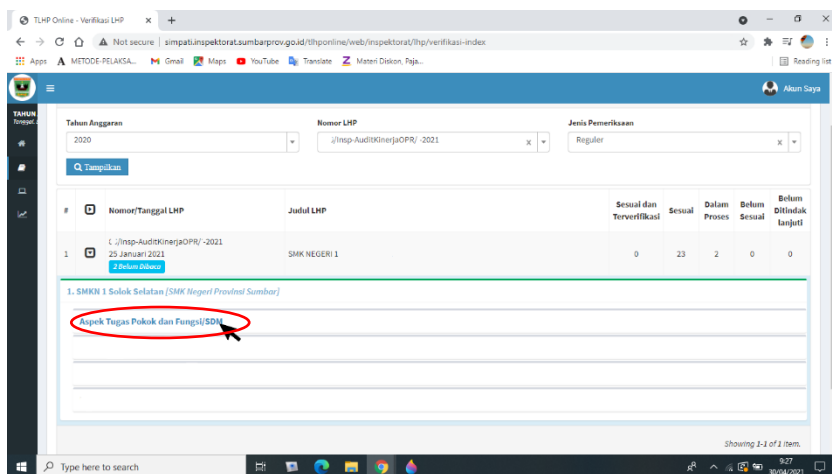 TLHP Online - Verifikasi LHP
Not secure | simpati.inspektorat.sumbarprov.go.id/tlhponline/web/inspektorat/lhp/verifikasi-index
Apps METODE-PELAKSA... Gmail Maps YouTube Translate Materi Diskon, Paja... Reading list
Akun Saya
TAHUN
Tahun Anggaran Nomor LHP Jenis Pemeriksaan
2020 /Insp-AuditKinerjaOPR/ -2021 Reguler
Tampilkan
# Nomor/Tanggal LHP Judul LHP Sesuai dan Terverifikasi Sesuai Dalam Proses Belum Sesuai Belum Ditindak lanjuti
/Insp-AuditKinerjaOPR/ -2021
1 25 Januari 2021 SMK NEGERI 1 0 23 2 0 0
2 Belum Dibaca
1. SMKN 1 Solok Selatan [SMK Negeri Provinsi Sumbar]
Aspek Tugas Pokok dan Fungsi/SDM
Showing 1-1 of 1 item.
Type here to search
9:27
30/04/2021